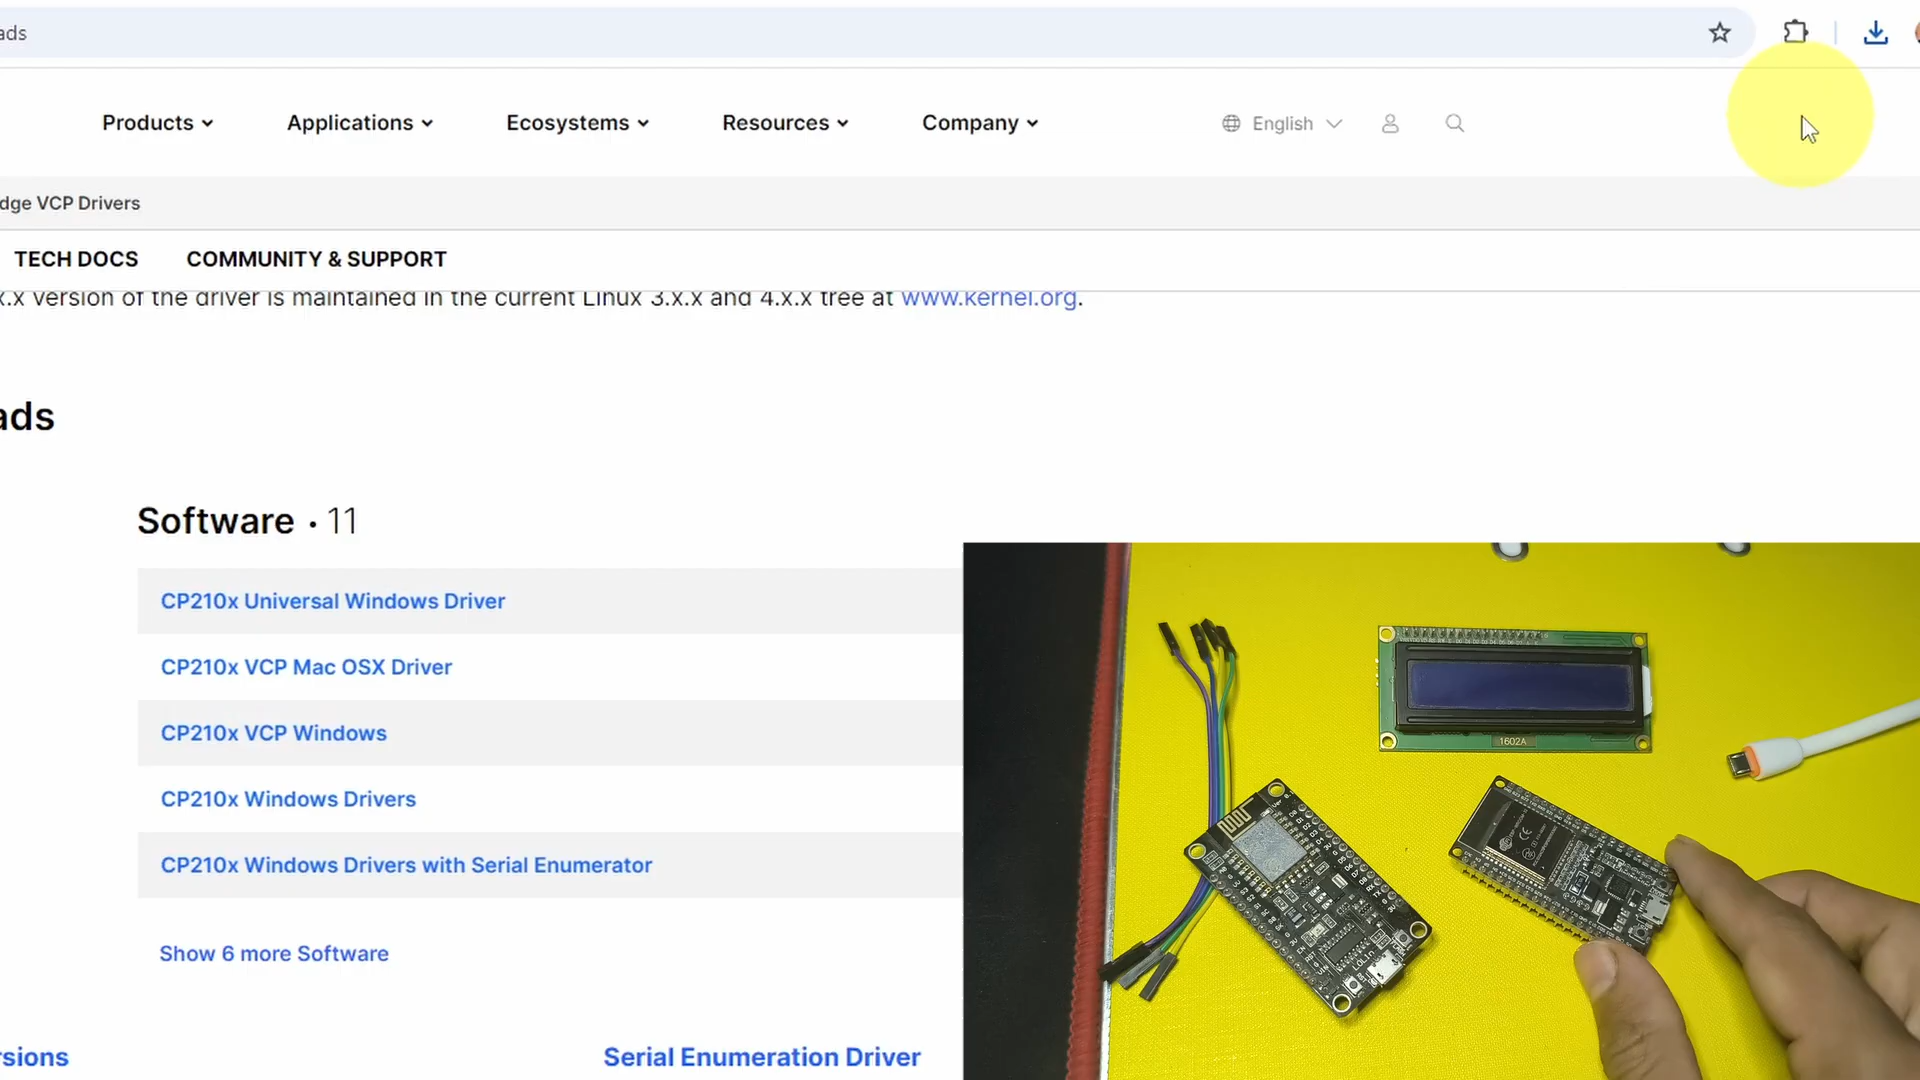 ads
Products Applications Ecosystems Resources Company English
dge VCP Drivers
TECH DOCS COMMUNITY & SUPPORT
x.x version of the driver is maintained in the current Linux 3.x.x and 4.x.x tree at www.kernel.org.
ads
Software • 11
CP210x Universal Windows Driver
CP210x VCP Mac OSX Driver
CP210x VCP Windows
CP210x Windows Drivers
CP210x Windows Drivers with Serial Enumerator
Show 6 more Software
rsions
Serial Enumeration Driver
1602A
LOLIN